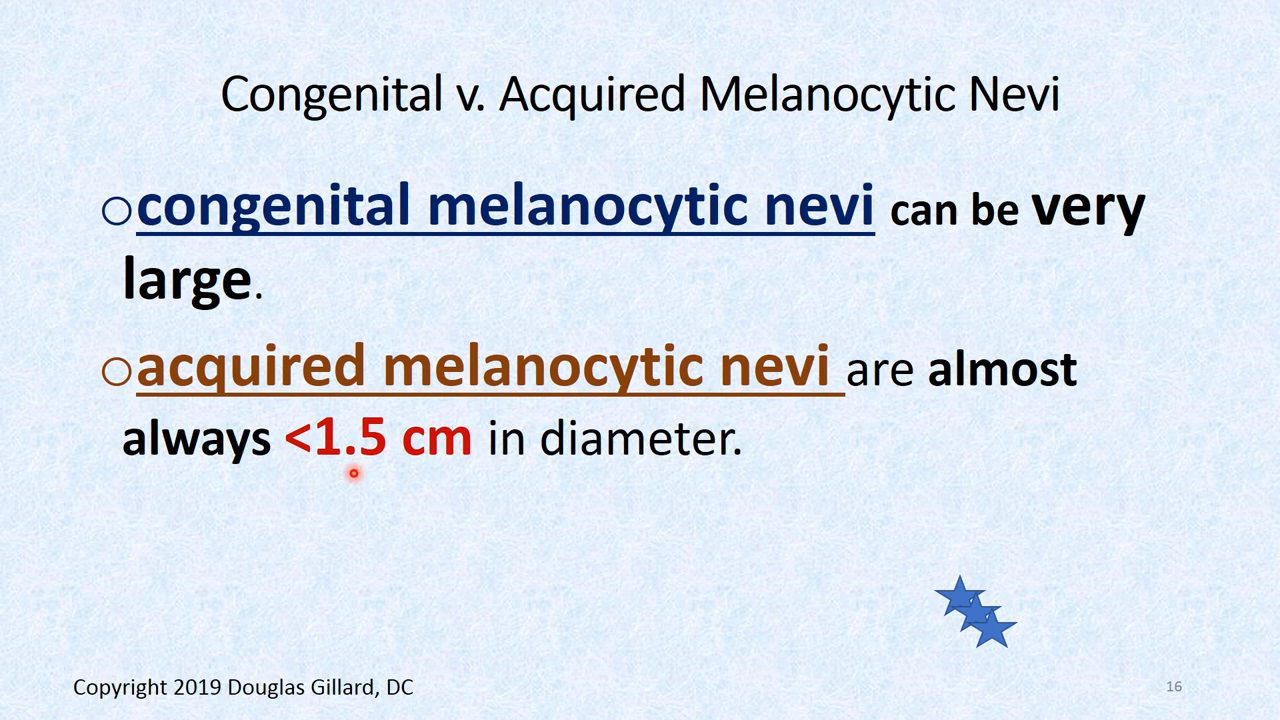 Congenital v. Acquired Melanocytic Nevi
congenital melanocytic nevi can be very
large.
acquired melanocytic nevi are almost
always <1.5 cm in diameter.
Copyright 2019 Douglas Gillard, DC
16